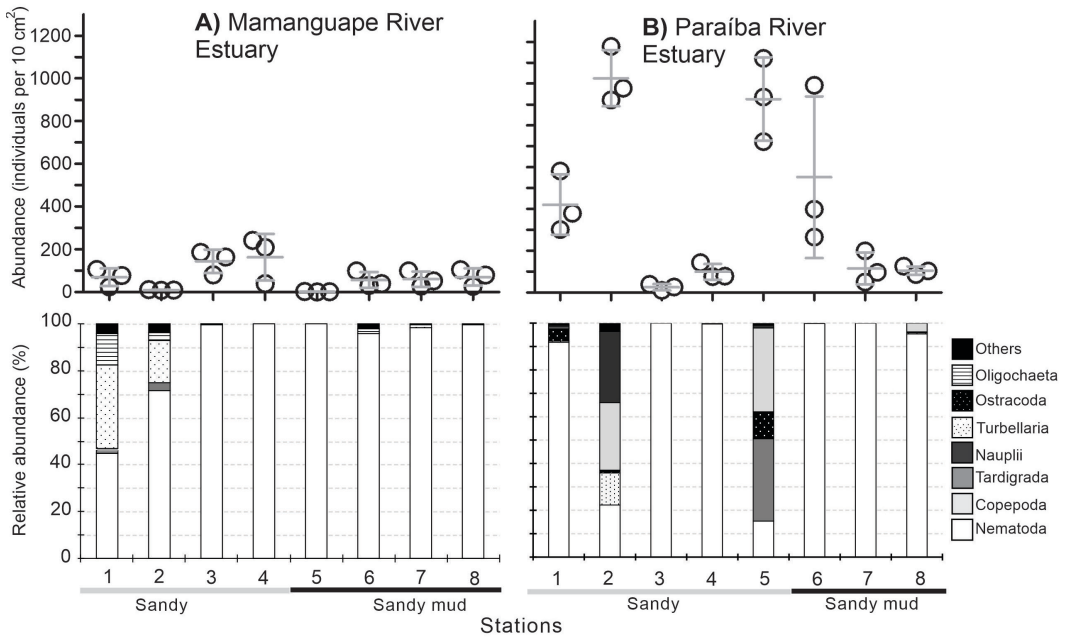 A) Mamanguape River
Estuary
B) Paraíba River
Estuary
Abundance (individuals per 10 cm²)
1200
1000
800
600
400
200
0
Relative abundance (%)
100
80
60
40
20
0
Others
Oligochaeta
Ostracoda
Turbellaria
Nauplii
Tardigrada
Copepoda
Nematoda
1 2 3 4 5 6 7 8
1 2 3 4 5 6 7 8
Sandy Sandy mud
Sandy Sandy mud
Stations